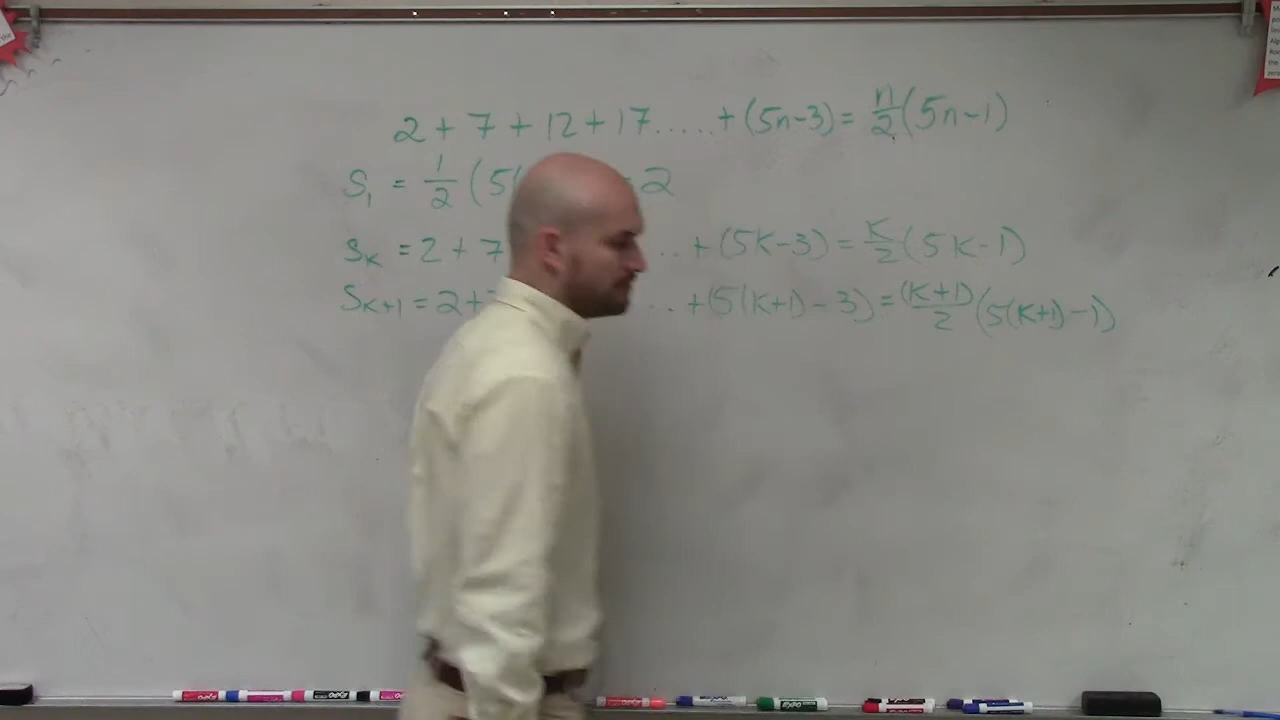 2 + 7 + 12 + 17 ..... + (5n-3) = n/2 (5n-1)
S₁ = 1/2 (5( 2
Sₖ = 2 + 7 .. + (5k-3) = k/2 (5k-1)
Sₖ₊₁ = 2+ .. + (5(k+1)-3) = (k+1)/2 (5(k+1)-1)